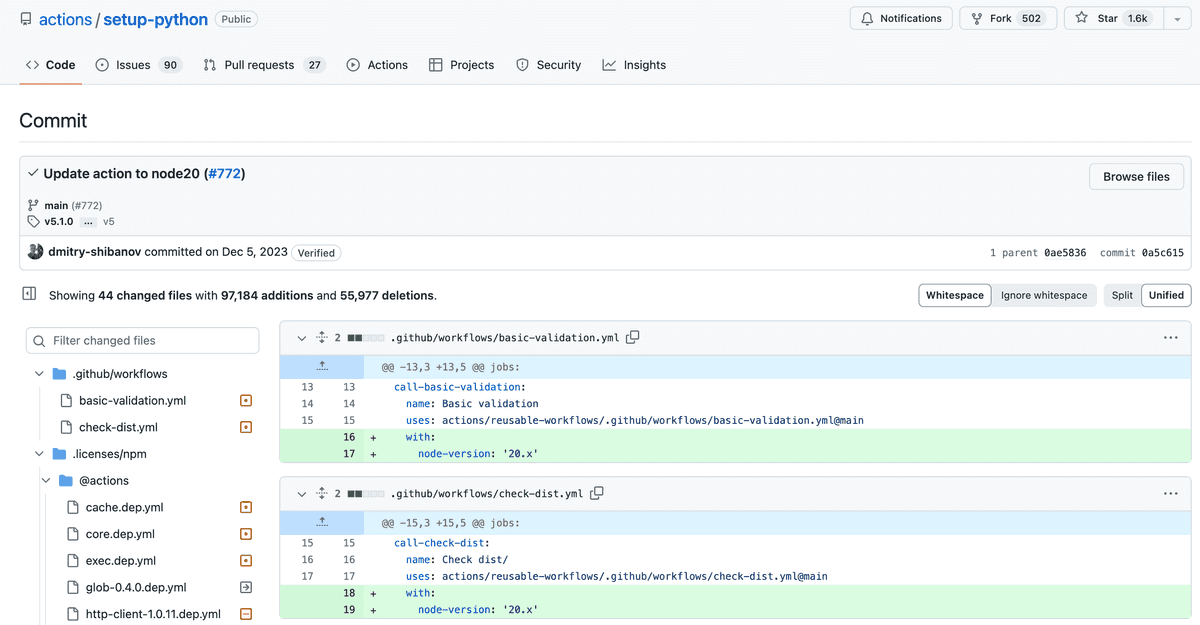 actions / setup-python Public
Notifications Fork 502 Star 1.6k
Code Issues 90 Pull requests 27 Actions Projects Security Insights
Commit
Update action to node20 (#772)
Browse files
main (#772)
v5.1.0 ... v5
dmitry-shibanov committed on Dec 5, 2023 Verified
1 parent 0ae5836 commit 0a5c615
Showing 44 changed files with 97,184 additions and 55,977 deletions.
Whitespace Ignore whitespace Split Unified
Filter changed files
.github/workflows
basic-validation.yml
check-dist.yml
.licenses/npm
@actions
cache.dep.yml
core.dep.yml
exec.dep.yml
glob-0.4.0.dep.yml
http-client-1.0.11.dep.yml
2 .github/workflows/basic-validation.yml
@@ -13,3 +13,5 @@ jobs:
13 13 call-basic-validation:
14 14 name: Basic validation
15 15 uses: actions/reusable-workflows/.github/workflows/basic-validation.yml@main
16 + with:
17 + node-version: '20.x'
2 .github/workflows/check-dist.yml
@@ -15,3 +15,5 @@ jobs:
15 15 call-check-dist:
16 16 name: Check dist/
17 17 uses: actions/reusable-workflows/.github/workflows/check-dist.yml@main
18 + with:
19 + node-version: '20.x'